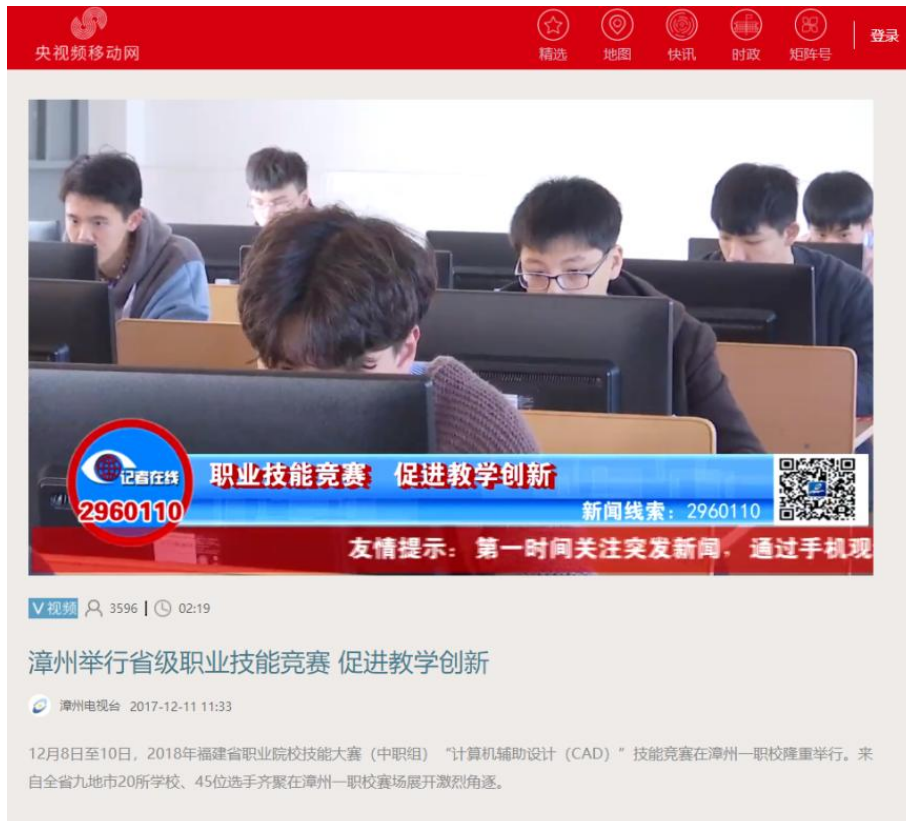 央视频移动网
精选
地图
快讯
时政
矩阵号
登录
记者在线
2960110
职业技能竞赛 促进教学创新
新闻线索：2960110
友情提示： 第一时间关注突发新闻， 通过手机观
V 视频 3596 | 02:19
漳州举行省级职业技能竞赛 促进教学创新
漳州电视台 2017-12-11 11:33
12月8日至10日，2018年福建省职业院校技能大赛（中职组）“计算机辅助设计（CAD）”技能竞赛在漳州一职校隆重举行。来
自全省九地市20所学校、45位选手齐聚在漳州一职校赛场展开激烈角逐。